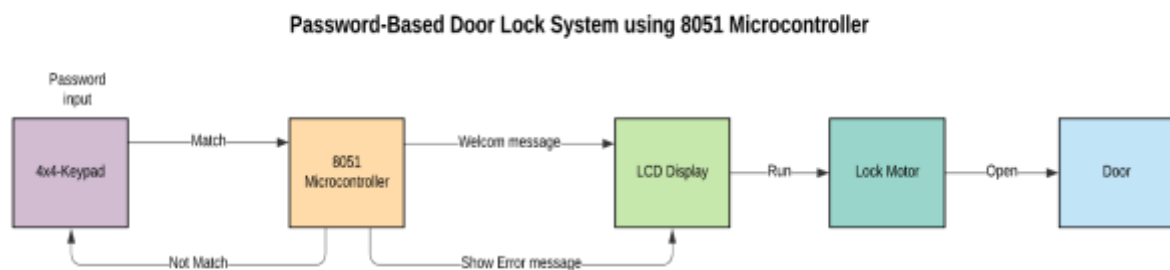 Password-Based Door Lock System using 8051 Microcontroller
Password
input
4x4-Keypad
Match
8051
Microcontroller
Welcom message
LCD Display
Run
Lock Motor
Open
Door
Not Match
Show Error message